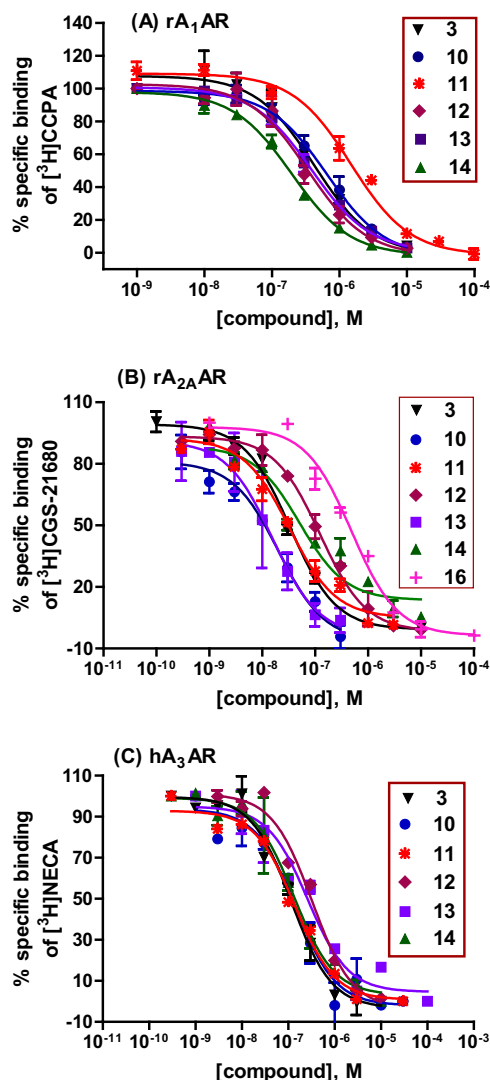 (A) rA₁AR
% specific binding
of [³H]CCPA
120
100
80
60
40
20
0
3
10
11
12
13
14
10⁻⁹ 10⁻⁸ 10⁻⁷ 10⁻⁶ 10⁻⁵ 10⁻⁴
[compound], M
(B) rA₂AAR
% specific binding
of [³H]CGS-21680
110
80
50
20
-10
3
10
11
12
13
14
16
10⁻¹¹ 10⁻¹⁰ 10⁻⁹ 10⁻⁸ 10⁻⁷ 10⁻⁶ 10⁻⁵ 10⁻⁴
[compound], M
(C) hA₃AR
% specific binding
of [³H]NECA
110
90
70
50
30
10
-10
3
10
11
12
13
14
10⁻¹⁰ 10⁻⁹ 10⁻⁸ 10⁻⁷ 10⁻⁶ 10⁻⁵ 10⁻⁴ 10⁻³
[compound], M